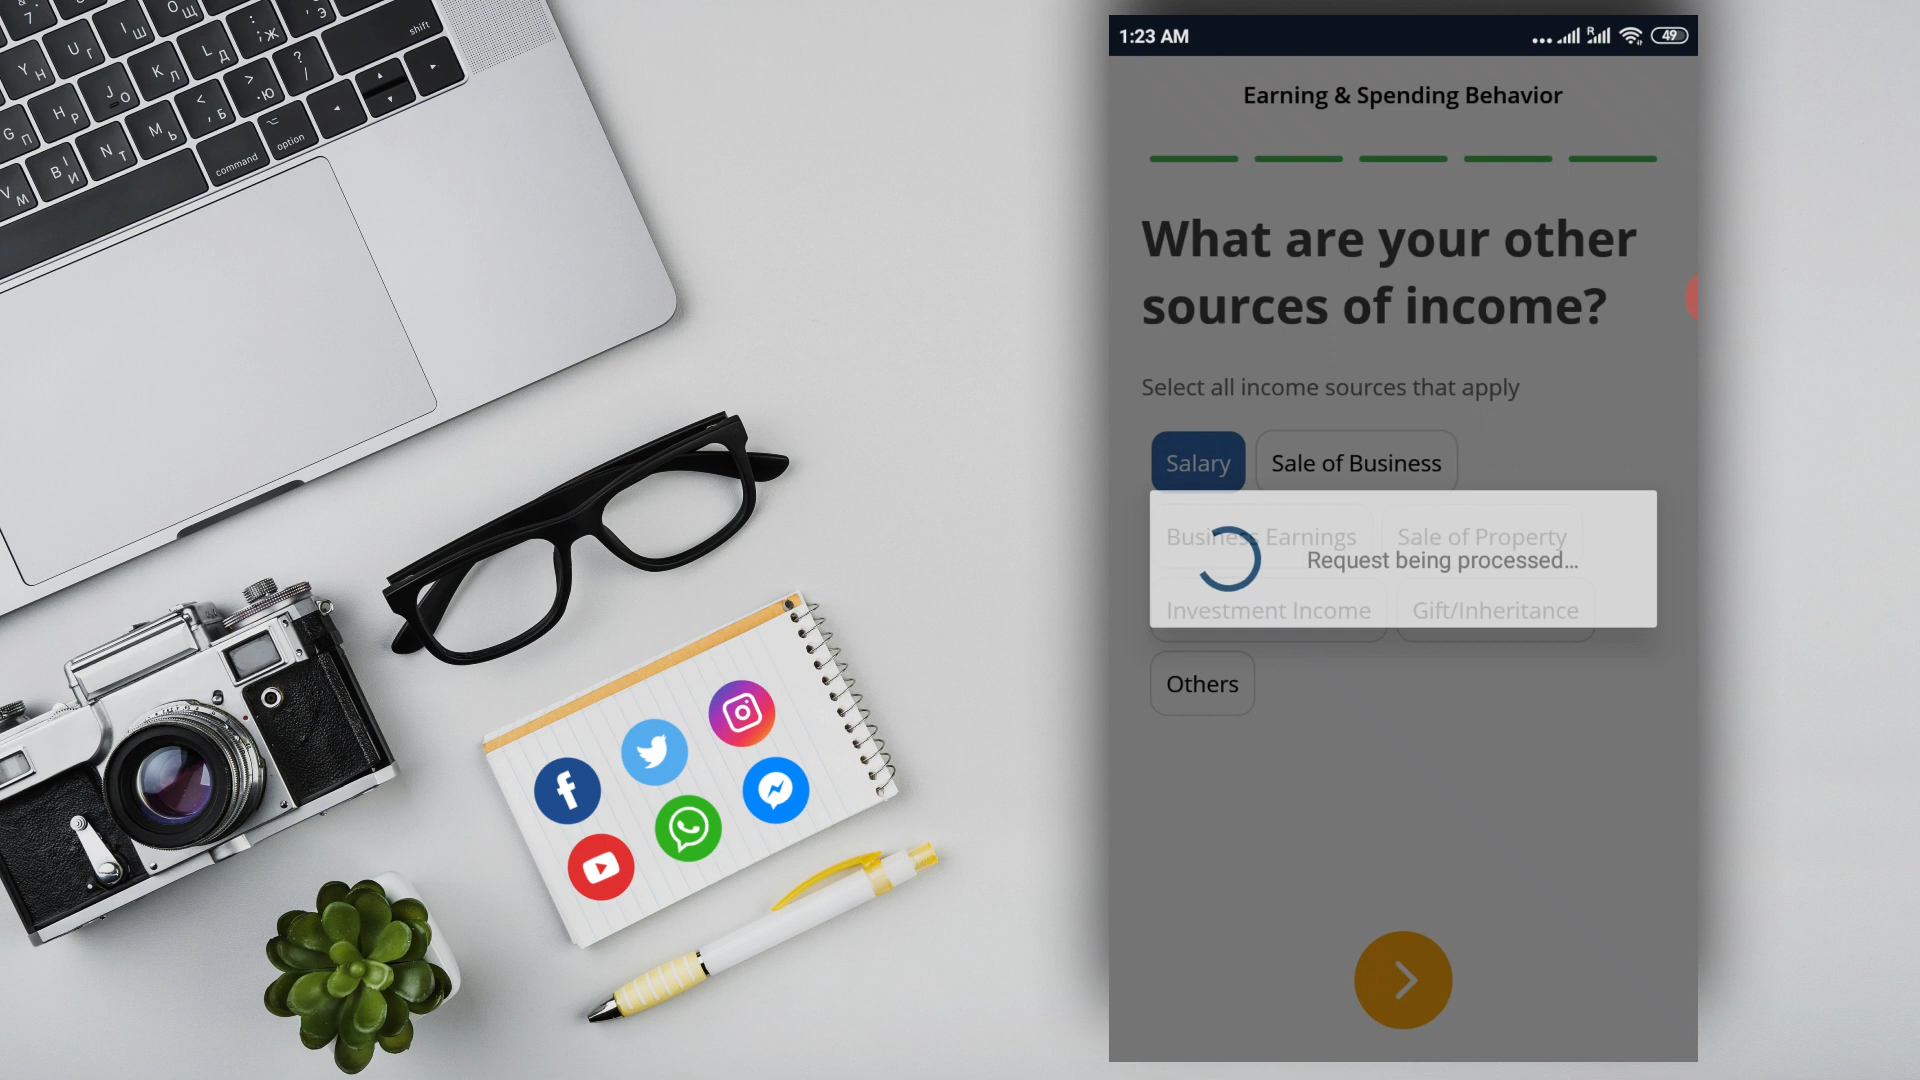 1:23 AM
R
49
Earning & Spending Behavior
What are your other
sources of income?
Select all income sources that apply
Salary
Sale of Business
Business Earnings
Sale of Property
Request being processed...
Investment Income
Gift/Inheritance
Others
shift
command
option